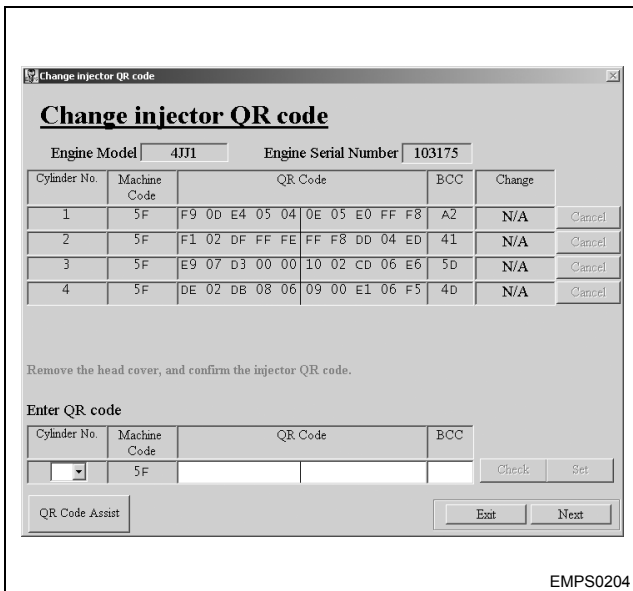 Change injector QR code
Change injector QR code
Engine Model 4JJ1 Engine Serial Number 103175
Cylinder No. Machine Code QR Code BCC Change
1 5F F9 0D E4 05 04 0E 05 E0 FF F8 A2 N/A Cancel
2 5F F1 02 DF FF FE FF F8 DD 04 ED 41 N/A Cancel
3 5F E9 07 D3 00 00 10 02 CD 06 E6 5D N/A Cancel
4 5F DE 02 DB 08 06 09 00 E1 06 F5 4D N/A Cancel
Remove the head cover, and confirm the injector QR code.
Enter QR code
Cylinder No. Machine Code QR Code BCC
5F Check Set
QR Code Assist Exit Next
EMPS0204